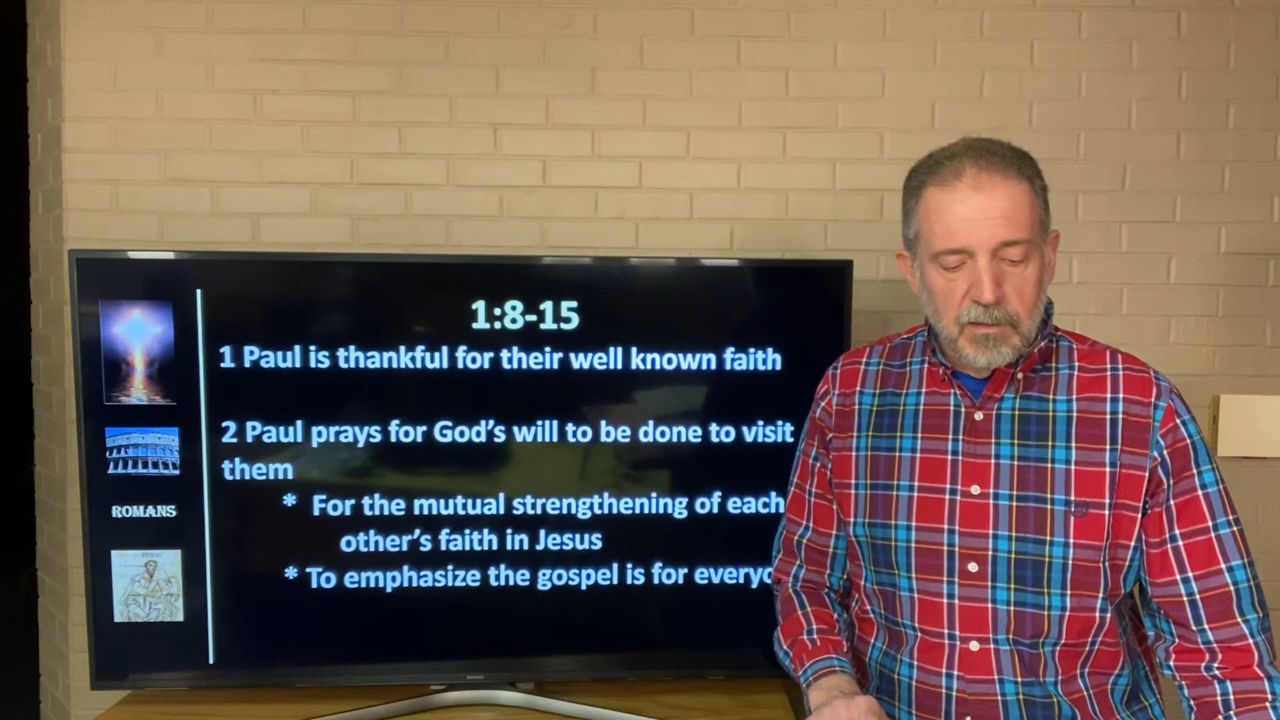 1:8-15
1 Paul is thankful for their well known faith
2 Paul prays for God's will to be done to visit
them
* For the mutual strengthening of each
other's faith in Jesus
* To emphasize the gospel is for
ROMANS